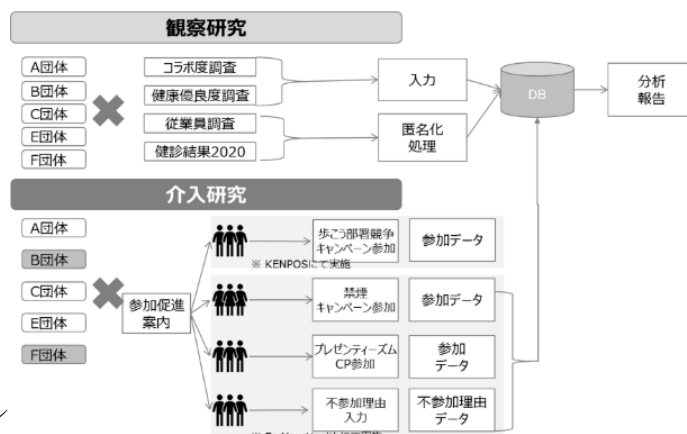 観察研究
A団体
B団体
C団体
E団体
F団体
コラボ度調査
健康優良度調査
従業員調査
健診結果2020
入力
匿名化
処理
DB
分析
報告
介入研究
A団体
B団体
C団体
E団体
F団体
参加促進
案内
歩こう部署競争
キャンペーン参加
参加データ
※ KENPOSにて実施
禁煙
キャンペーン参加
参加データ
プレゼンティーズム
CP参加
参加
データ
不参加理由
入力
不参加理由
データ